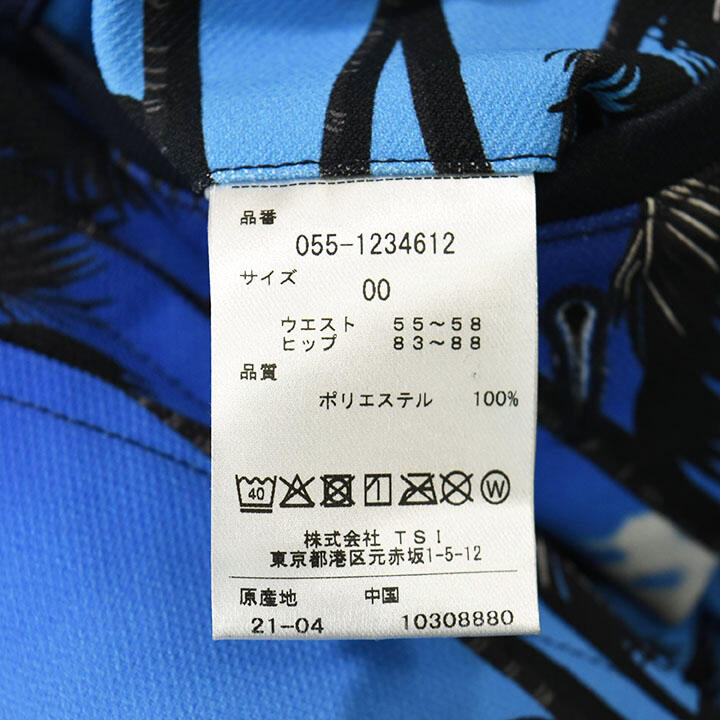 品番
055-1234612
サイズ
00
ウエスト 55～58
ヒップ 83～88
品質
ポリエステル 100%
40 W
株式会社 TSI
東京都港区元赤坂1-5-12
原産地 中国
21-04 10308880